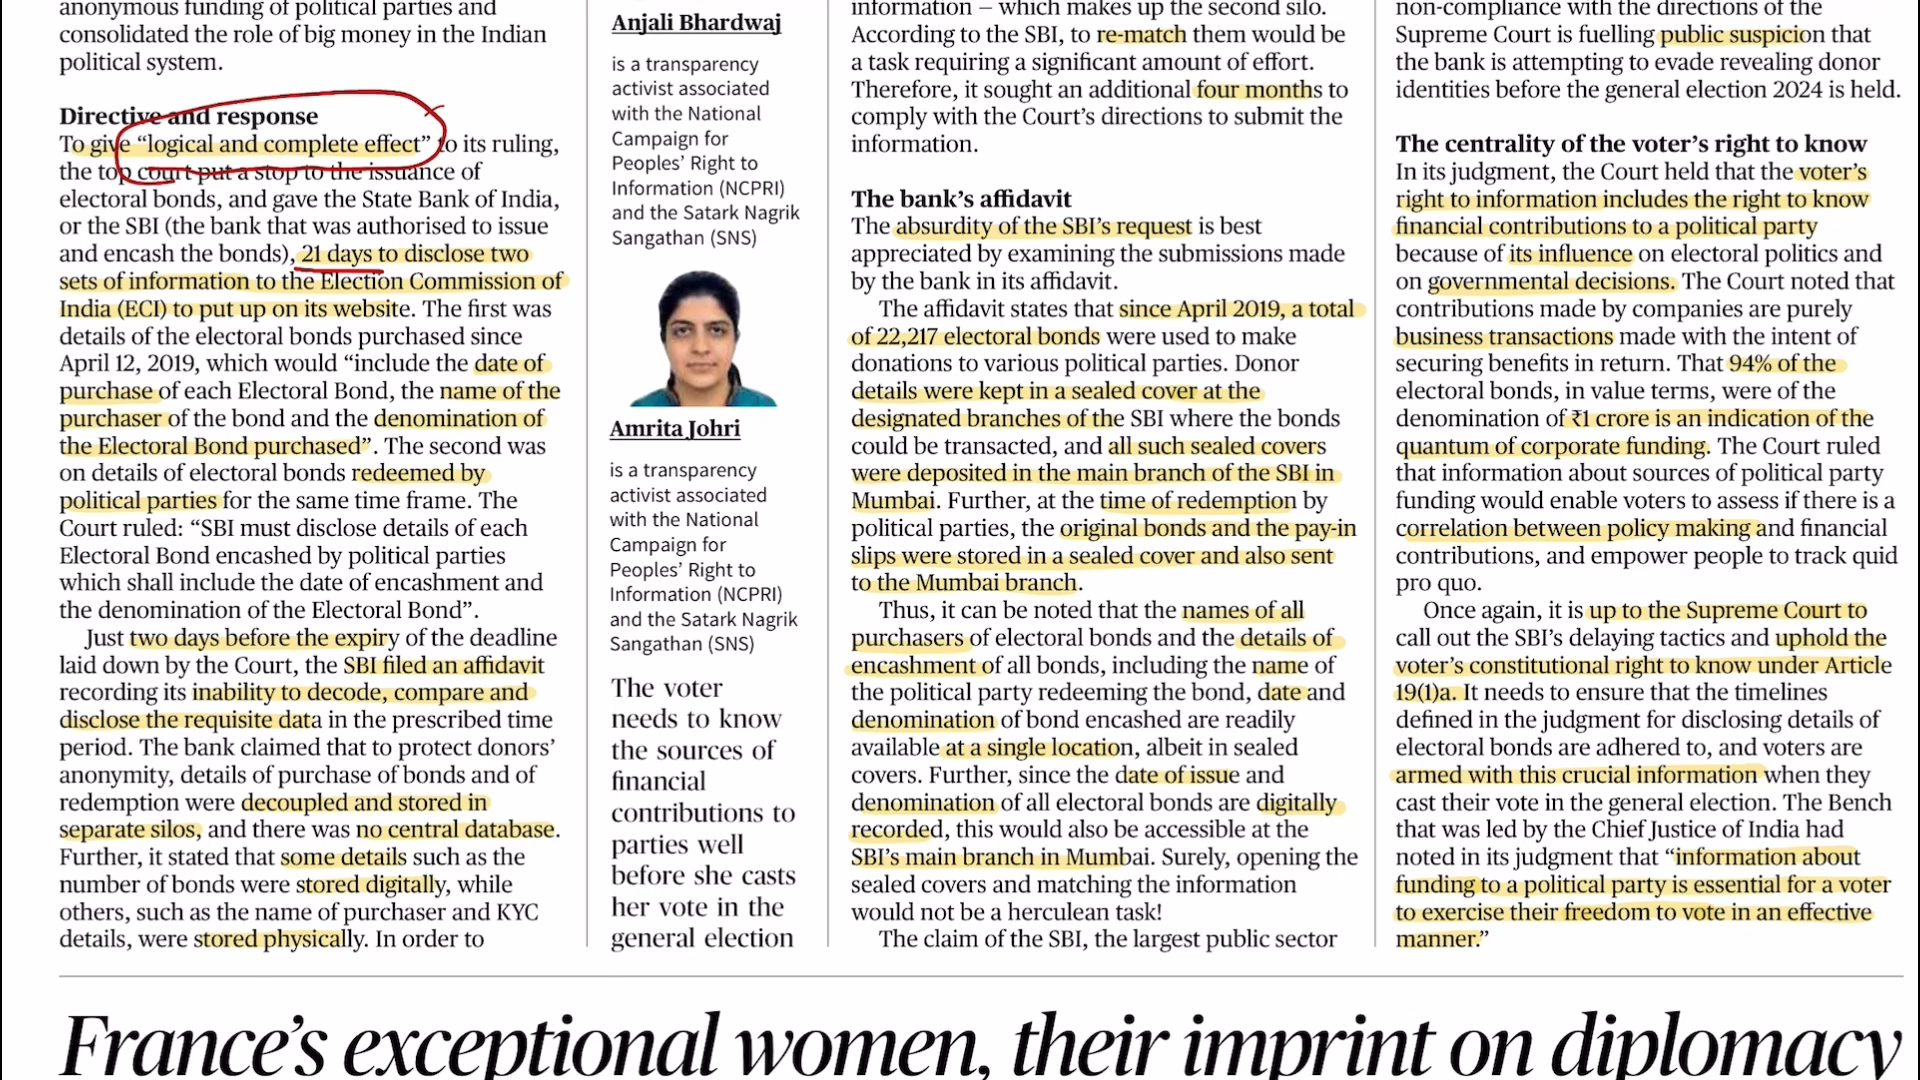 anonymous funding of political parties and
consolidated the role of big money in the Indian
political system.
Directive and response
To give “logical and complete effect” to its ruling,
the top court put a stop to the issuance of
electoral bonds, and gave the State Bank of India,
or the SBI (the bank that was authorised to issue
and encash the bonds), 21 days to disclose two
sets of information to the Election Commission of
India (ECI) to put up on its website. The first was
details of the electoral bonds purchased since
April 12, 2019, which would “include the date of
purchase of each Electoral Bond, the name of the
purchaser of the bond and the denomination of
the Electoral Bond purchased”. The second was
on details of electoral bonds redeemed by
political parties for the same time frame. The
Court ruled: “SBI must disclose details of each
Electoral Bond encashed by political parties
which shall include the date of encashment and
the denomination of the Electoral Bond”.
Just two days before the expiry of the deadline
laid down by the Court, the SBI filed an affidavit
recording its inability to decode, compare and
disclose the requisite data in the prescribed time
period. The bank claimed that to protect donors’
anonymity, details of purchase of bonds and of
redemption were decoupled and stored in
separate silos, and there was no central database.
Further, it stated that some details such as the
number of bonds were stored digitally, while
others, such as the name of purchaser and KYC
details, were stored physically. In order to
Anjali Bhardwaj
is a transparency
activist associated
with the National
Campaign for
Peoples’ Right to
Information (NCPRI)
and the Satark Nagrik
Sangathan (SNS)
Amrita Johri
is a transparency
activist associated
with the National
Campaign for
Peoples’ Right to
Information (NCPRI)
and the Satark Nagrik
Sangathan (SNS)
The voter
needs to know
the sources of
financial
contributions to
parties well
before she casts
her vote in the
general election
information – which makes up the second silo.
According to the SBI, to re-match them would be
a task requiring a significant amount of effort.
Therefore, it sought an additional four months to
comply with the Court’s directions to submit the
information.
The bank’s affidavit
The absurdity of the SBI’s request is best
appreciated by examining the submissions made
by the bank in its affidavit.
The affidavit states that since April 2019, a total
of 22,217 electoral bonds were used to make
donations to various political parties. Donor
details were kept in a sealed cover at the
designated branches of the SBI where the bonds
could be transacted, and all such sealed covers
were deposited in the main branch of the SBI in
Mumbai. Further, at the time of redemption by
political parties, the original bonds and the pay-in
slips were stored in a sealed cover and also sent
to the Mumbai branch.
Thus, it can be noted that the names of all
purchasers of electoral bonds and the details of
encashment of all bonds, including the name of
the political party redeeming the bond, date and
denomination of bond encashed are readily
available at a single location, albeit in sealed
covers. Further, since the date of issue and
denomination of all electoral bonds are digitally
recorded, this would also be accessible at the
SBI’s main branch in Mumbai. Surely, opening the
sealed covers and matching the information
would not be a herculean task!
The claim of the SBI, the largest public sector
non-compliance with the directions of the
Supreme Court is fuelling public suspicion that
the bank is attempting to evade revealing donor
identities before the general election 2024 is held.
The centrality of the voter’s right to know
In its judgment, the Court held that the voter’s
right to information includes the right to know
financial contributions to a political party
because of its influence on electoral politics and
on governmental decisions. The Court noted that
contributions made by companies are purely
business transactions made with the intent of
securing benefits in return. That 94% of the
electoral bonds, in value terms, were of the
denomination of ₹1 crore is an indication of the
quantum of corporate funding. The Court ruled
that information about sources of political party
funding would enable voters to assess if there is a
correlation between policy making and financial
contributions, and empower people to track quid
pro quo.
Once again, it is up to the Supreme Court to
call out the SBI’s delaying tactics and uphold the
voter’s constitutional right to know under Article
19(1)a. It needs to ensure that the timelines
defined in the judgment for disclosing details of
electoral bonds are adhered to, and voters are
armed with this crucial information when they
cast their vote in the general election. The Bench
that was led by the Chief Justice of India had
noted in its judgment that “information about
funding to a political party is essential for a voter
to exercise their freedom to vote in an effective
manner.”
France’s exceptional women, their imprint on diplomacy